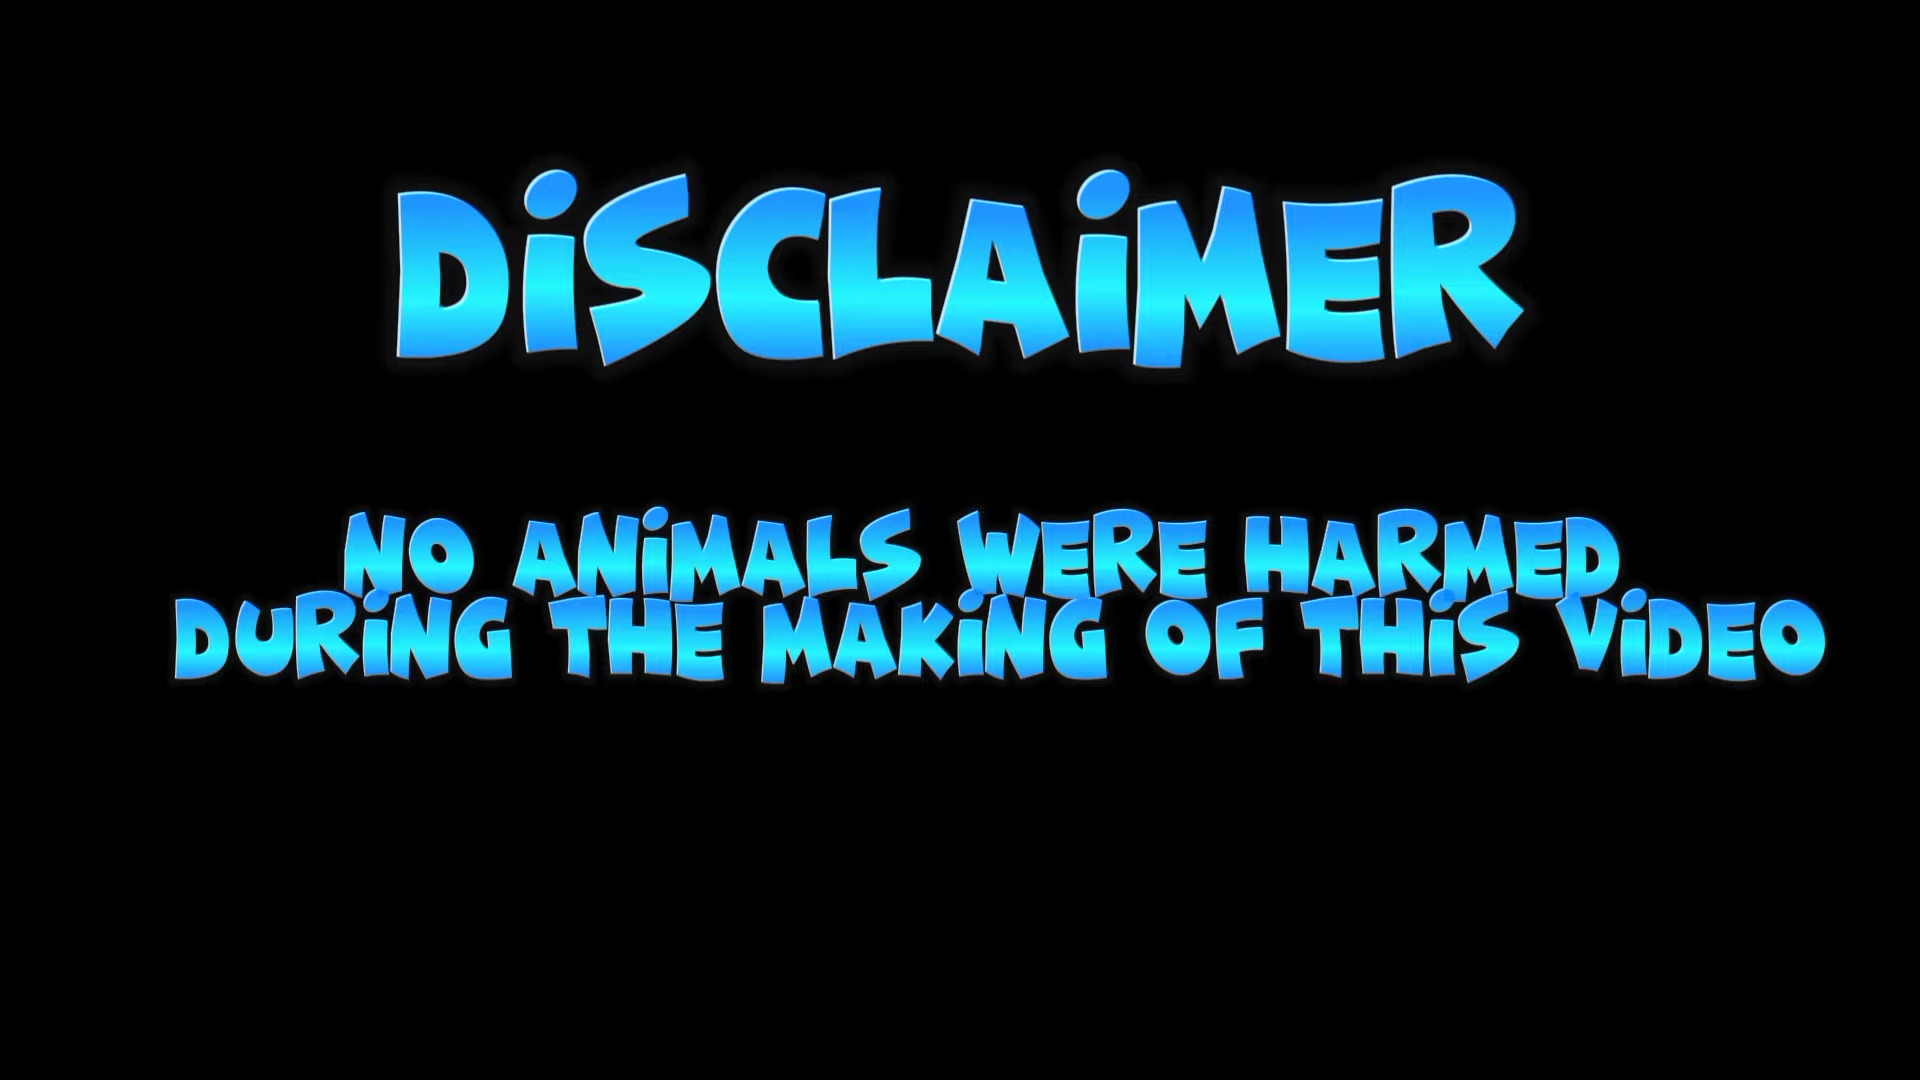 DiSCLAiMER
NO ANiMALS WERE HARMED
DURiNG THE MAKiNG OF THiS ViDEO